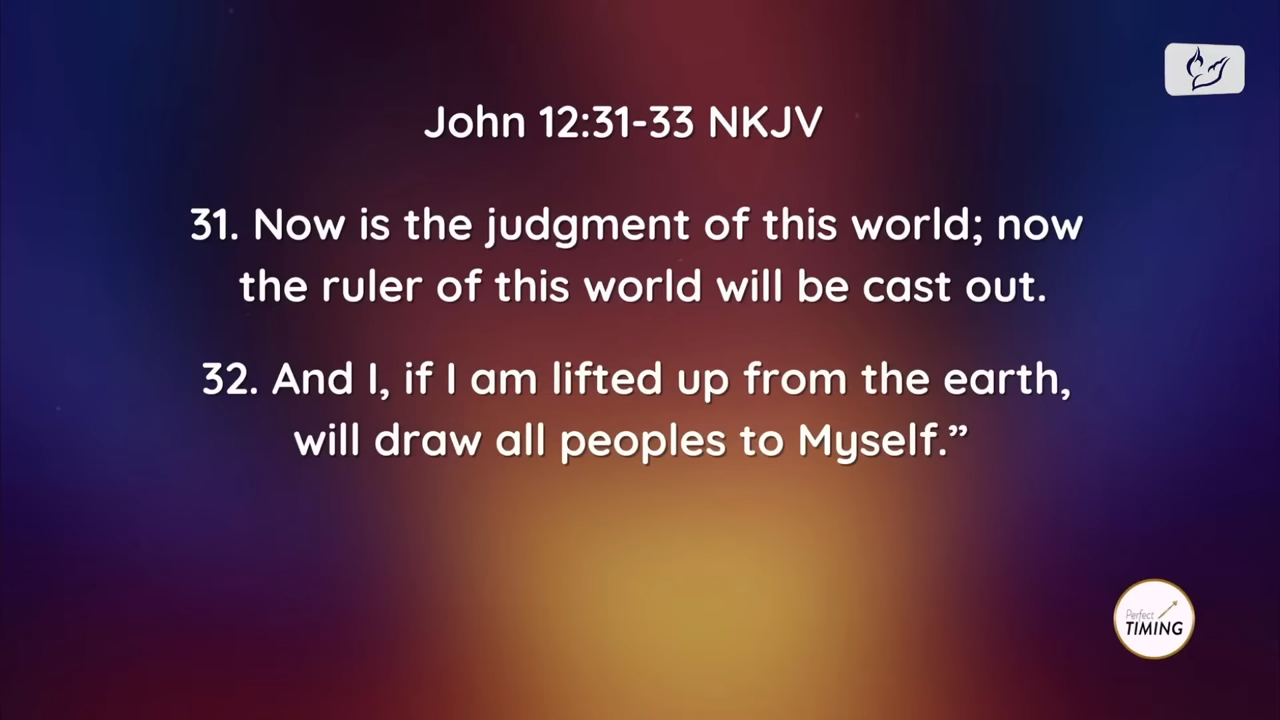 John 12:31-33 NKJV
31. Now is the judgment of this world; now
the ruler of this world will be cast out.
32. And I, if I am lifted up from the earth,
will draw all peoples to Myself.”
Perfect
TIMING